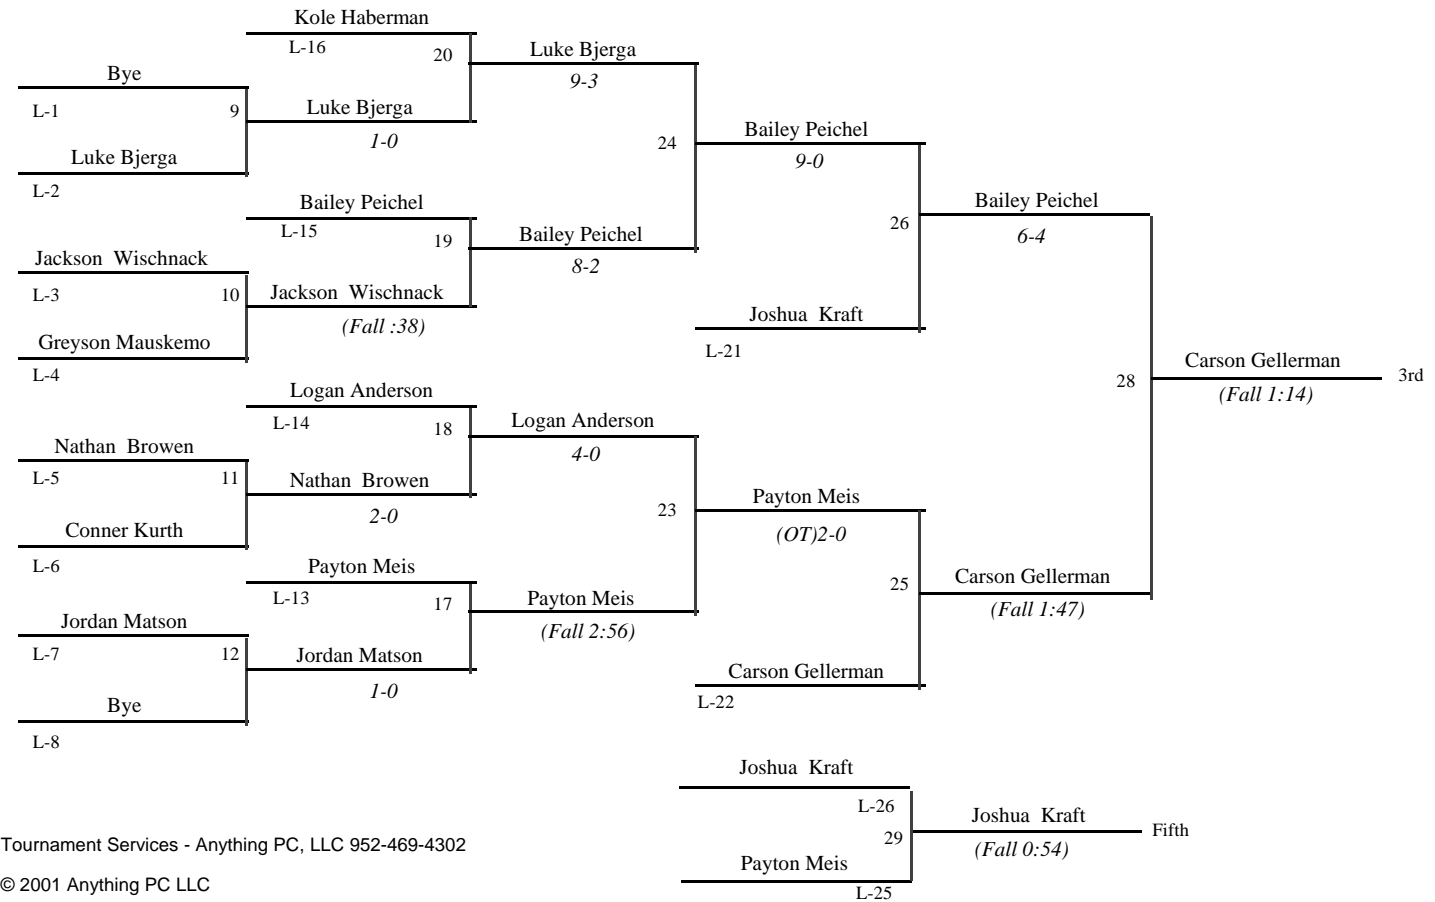 Kole Haberman
L-16
20
Luke Bjerga
9-3
Bye
L-1
9
Luke Bjerga
1-0
Luke Bjerga
L-2
24
Bailey Peichel
9-0
Bailey Peichel
L-15
19
Bailey Peichel
8-2
26
Bailey Peichel
6-4
Jackson Wischnack
L-3
10
Jackson Wischnack
(Fall :38)
Greyson Mauskemo
L-4
Joshua Kraft
L-21
28
Carson Gellerman
(Fall 1:14)
3rd
Logan Anderson
L-14
18
Logan Anderson
4-0
Nathan Browen
L-5
11
Nathan Browen
2-0
Conner Kurth
L-6
23
Payton Meis
(OT)2-0
Payton Meis
L-13
17
Payton Meis
(Fall 2:56)
25
Carson Gellerman
(Fall 1:47)
Jordan Matson
L-7
12
Jordan Matson
1-0
Bye
L-8
Carson Gellerman
L-22
Joshua Kraft
L-26
29
Joshua Kraft
(Fall 0:54)
Fifth
Payton Meis
L-25
Tournament Services - Anything PC, LLC 952-469-4302
© 2001 Anything PC LLC